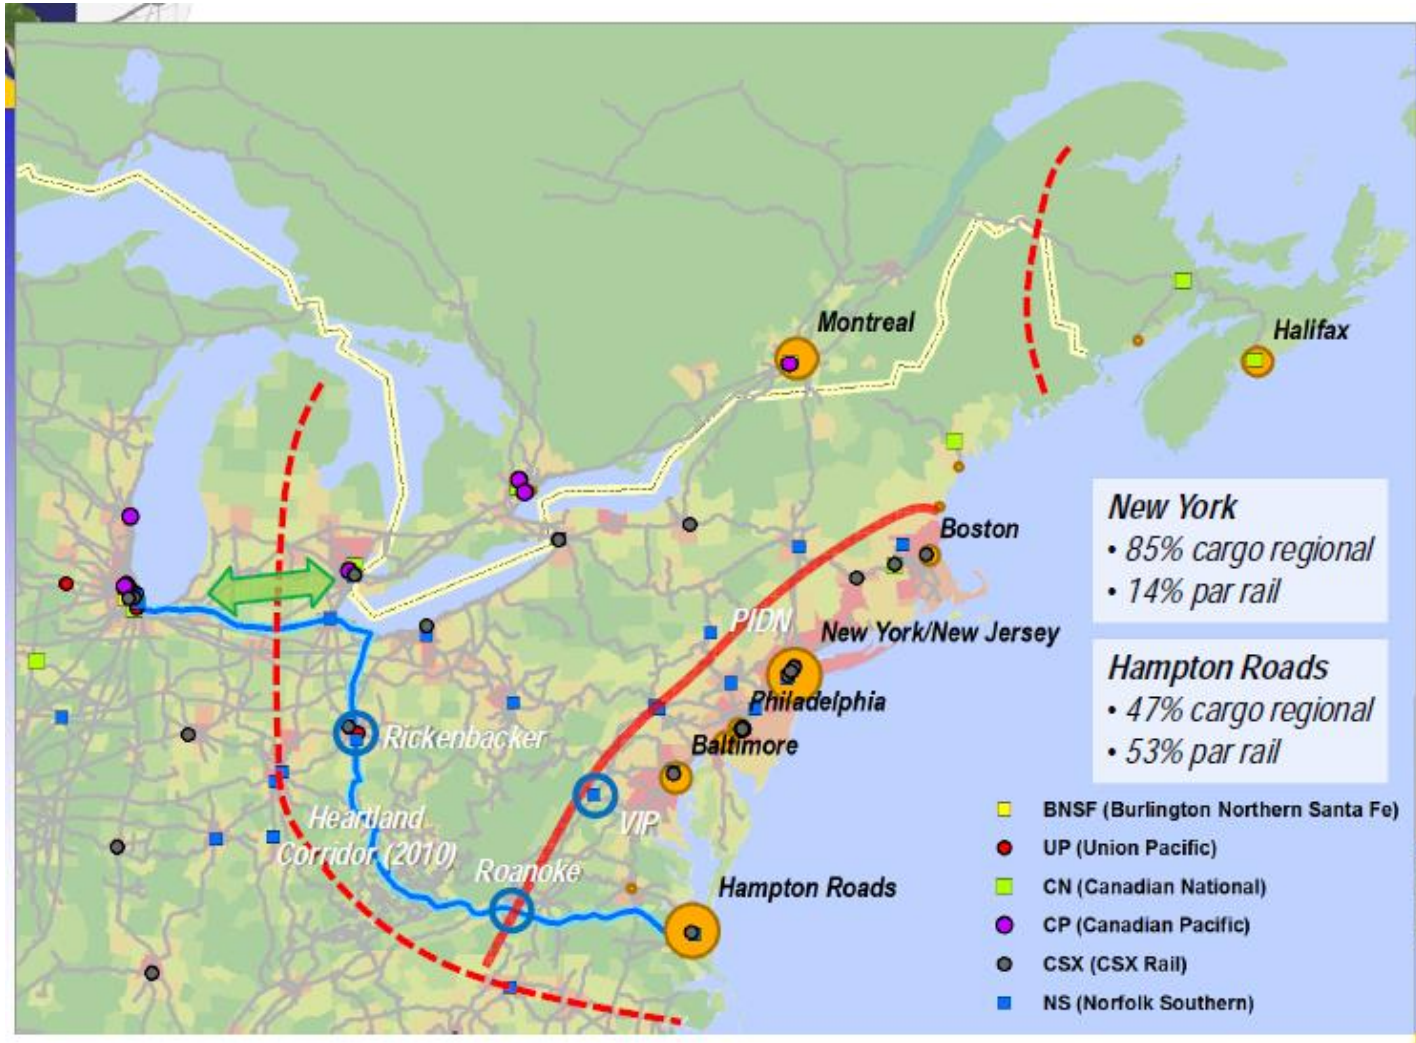 Montreal
Halifax
Boston
New York
• 85% cargo regional
• 14% par rail
PIDN
New York/New Jersey
Hampton Roads
• 47% cargo regional
• 53% par rail
Philadelphia
Rickenbacker
Baltimore
Heartland
Corridor (2010)
VIP
Roanoke
Hampton Roads
BNSF (Burlington Northern Santa Fe)
UP (Union Pacific)
CN (Canadian National)
CP (Canadian Pacific)
CSX (CSX Rail)
NS (Norfolk Southern)